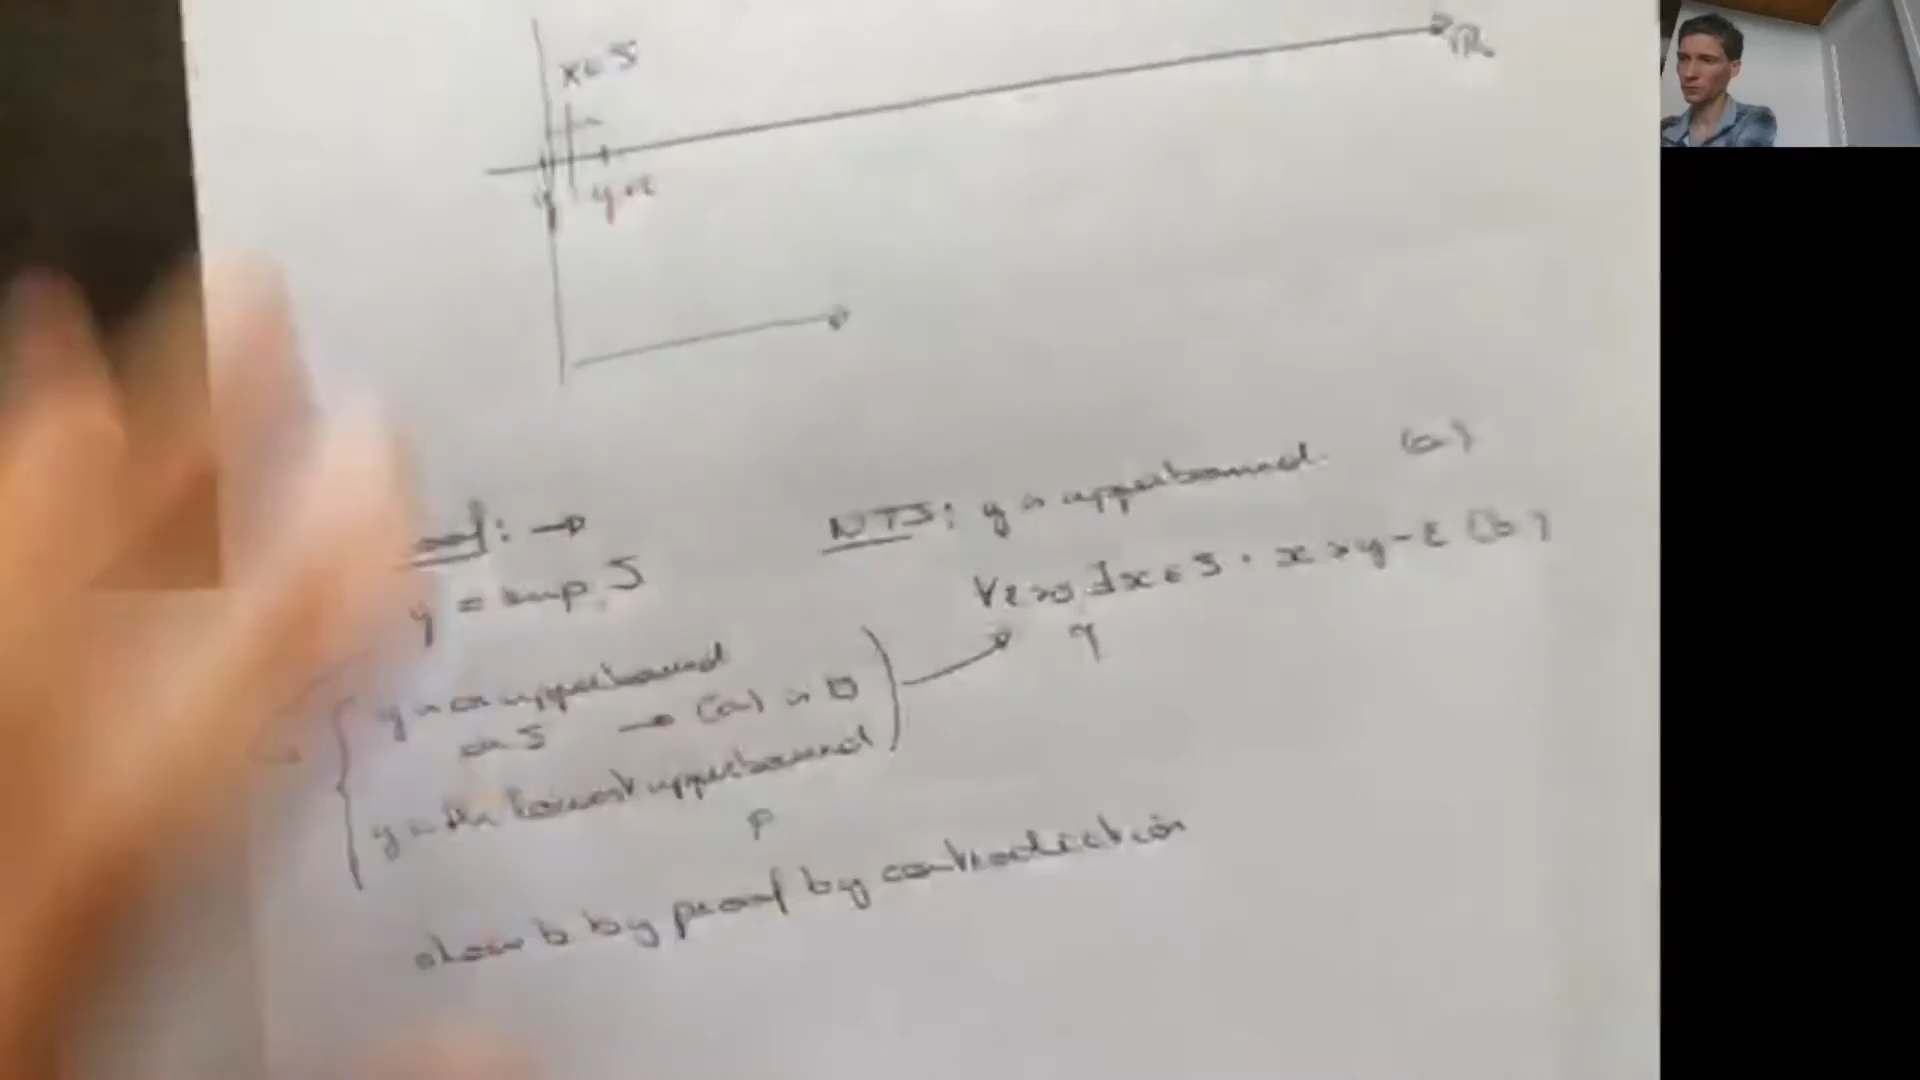 x ∈ S
ℝ
y y+ε
oof: →
NTS: y is upperbound. (a)
y = sup S
∀ε>0 ∃x ∈ S · x > y-ε (b)
q
y is an upperbound
on S → (a) is
y is the lowest upperbound
p
show b by proof by contradiction